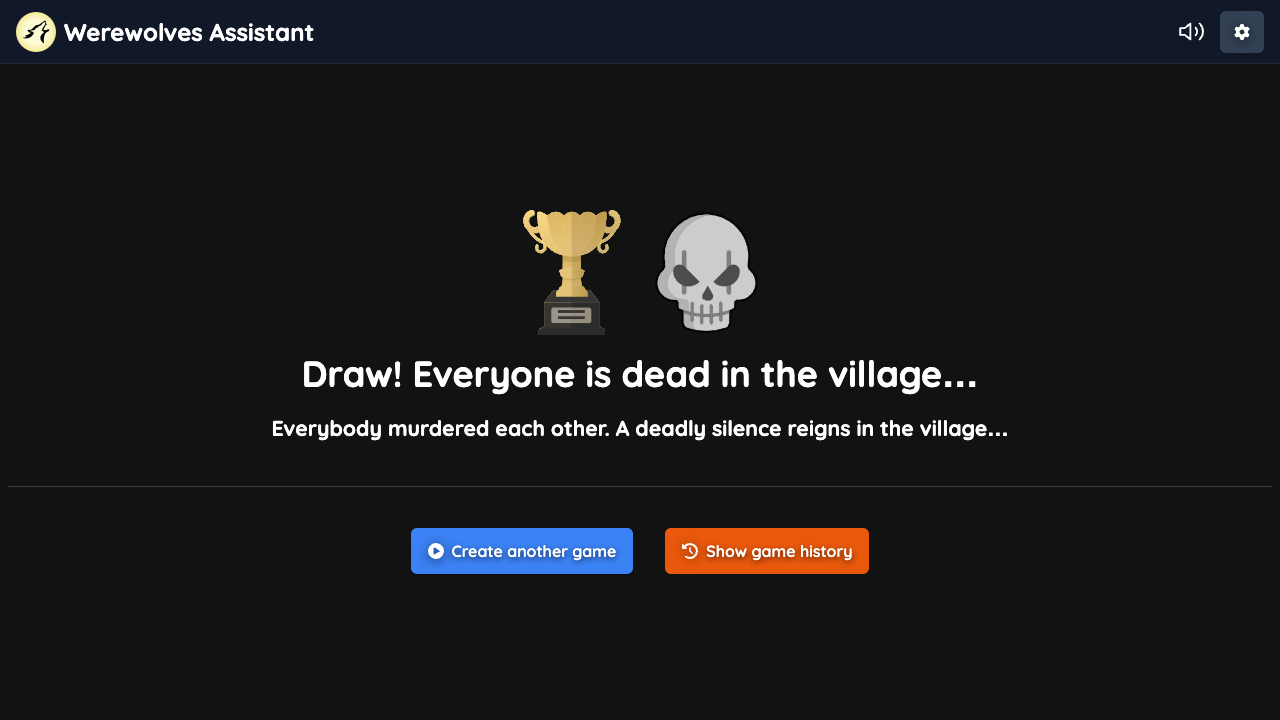 Werewolves Assistant
Draw! Everyone is dead in the village...
Everybody murdered each other. A deadly silence reigns in the village...
Create another game
Show game history